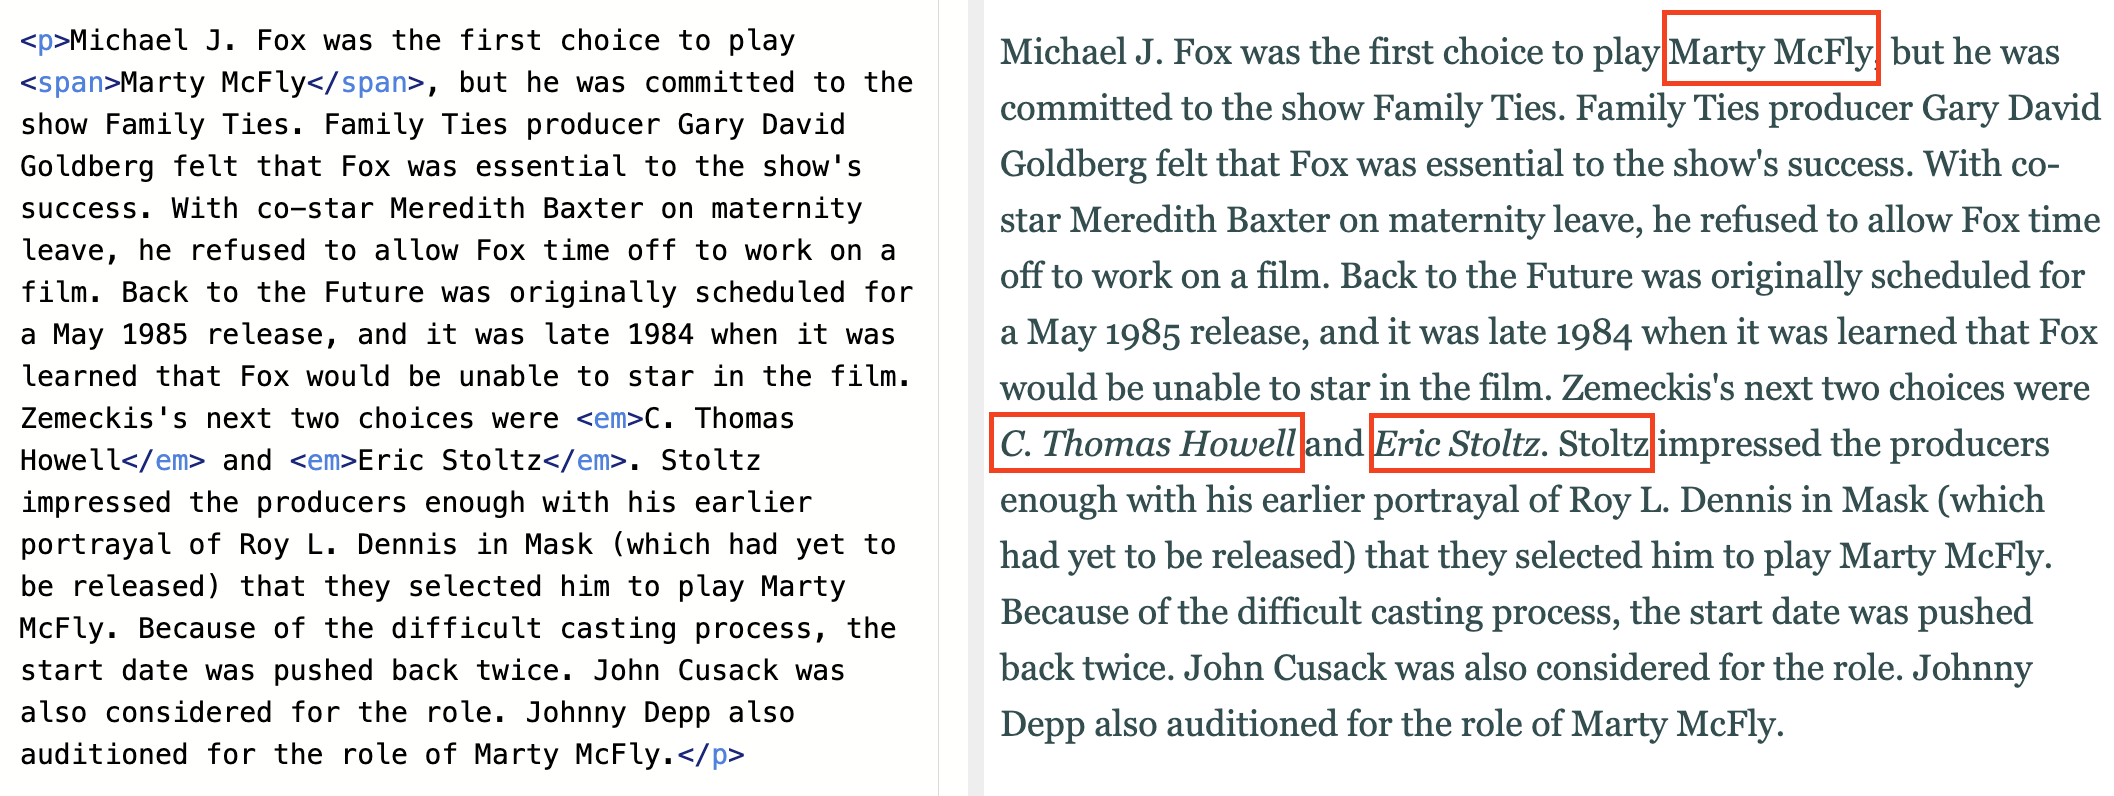 <p>Michael J. Fox was the first choice to play
<span>Marty McFly</span>, but he was committed to the
show Family Ties. Family Ties producer Gary David
Goldberg felt that Fox was essential to the show's
success. With co-star Meredith Baxter on maternity
leave, he refused to allow Fox time off to work on a
film. Back to the Future was originally scheduled for
a May 1985 release, and it was late 1984 when it was
learned that Fox would be unable to star in the film.
Zemeckis's next two choices were <em>C. Thomas
Howell</em> and <em>Eric Stoltz</em>. Stoltz
impressed the producers enough with his earlier
portrayal of Roy L. Dennis in Mask (which had yet to
be released) that they selected him to play Marty
McFly. Because of the difficult casting process, the
start date was pushed back twice. John Cusack was
also considered for the role. Johnny Depp also
auditioned for the role of Marty McFly.</p>
Michael J. Fox was the first choice to play Marty McFly, but he was
committed to the show Family Ties. Family Ties producer Gary David
Goldberg felt that Fox was essential to the show's success. With co-
star Meredith Baxter on maternity leave, he refused to allow Fox time
off to work on a film. Back to the Future was originally scheduled for
a May 1985 release, and it was late 1984 when it was learned that Fox
would be unable to star in the film. Zemeckis's next two choices were
C. Thomas Howell and Eric Stoltz. Stoltz impressed the producers
enough with his earlier portrayal of Roy L. Dennis in Mask (which
had yet to be released) that they selected him to play Marty McFly.
Because of the difficult casting process, the start date was pushed
back twice. John Cusack was also considered for the role. Johnny
Depp also auditioned for the role of Marty McFly.